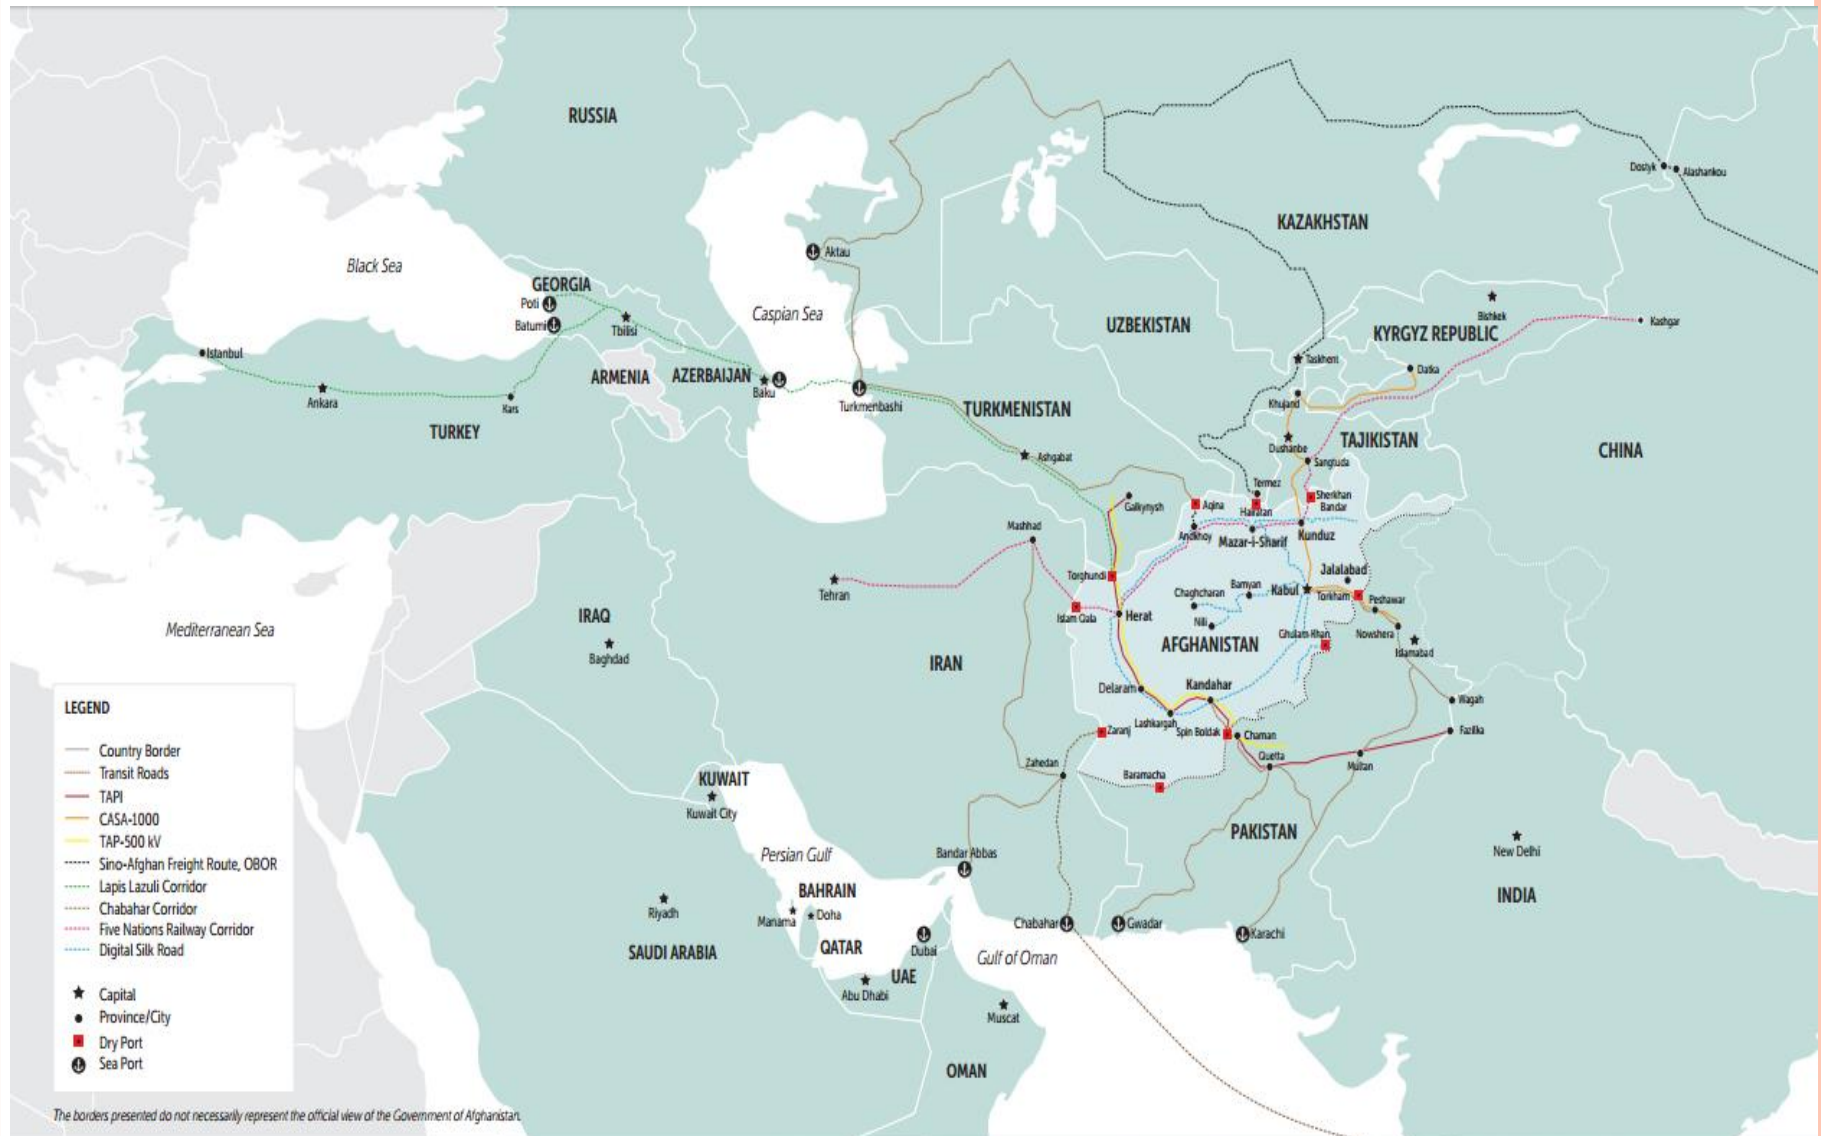 RUSSIA
Dostyk
Alashankou
KAZAKHSTAN
Black Sea
Aktau
GEORGIA
Poti
Batumi
Tbilisi
Caspian Sea
UZBEKISTAN
Bishkek
KYRGYZ REPUBLIC
Kashgar
Istanbul
Taskhent
Datka
ARMENIA
AZERBAIJAN
Baku
Ankara
Kars
Turkmenbashi
Khujand
TURKMENISTAN
TURKEY
Dushanbe
TAJIKISTAN
CHINA
Ashgabat
Sangtuda
Termez
Galkynysh
Aqina
Hairatan
Sherkhan
Bandar
Mashhad
Andkhoy
Mazar-i-Sharif
Kunduz
Torghundi
Jalalabad
Tehran
Chaghcharan
Bamyan
Kabul
Torkham
Peshawar
IRAQ
Islam Qala
Herat
Nili
Nowshera
Mediterranean Sea
Baghdad
AFGHANISTAN
Ghulam Khan
Islamabad
IRAN
Delaram
Kandahar
Wagah
LEGEND
Country Border
Transit Roads
TAPI
CASA-1000
TAP-500 kV
Sino-Afghan Freight Route, OBOR
Lapis Lazuli Corridor
Chabahar Corridor
Five Nations Railway Corridor
Digital Silk Road
Capital
Province/City
Dry Port
Sea Port
Lashkargah
Zaranj
Spin Boldak
Chaman
Fazilka
Zahedan
Quetta
Multan
KUWAIT
Kuwait City
Baramacha
PAKISTAN
New Delhi
Persian Gulf
Bandar Abbas
BAHRAIN
INDIA
Riyadh
Manama
Doha
Chabahar
Gwadar
Karachi
SAUDI ARABIA
QATAR
Dubai
Gulf of Oman
UAE
Abu Dhabi
Muscat
OMAN
The borders presented do not necessarily represent the official view of the Government of Afghanistan.